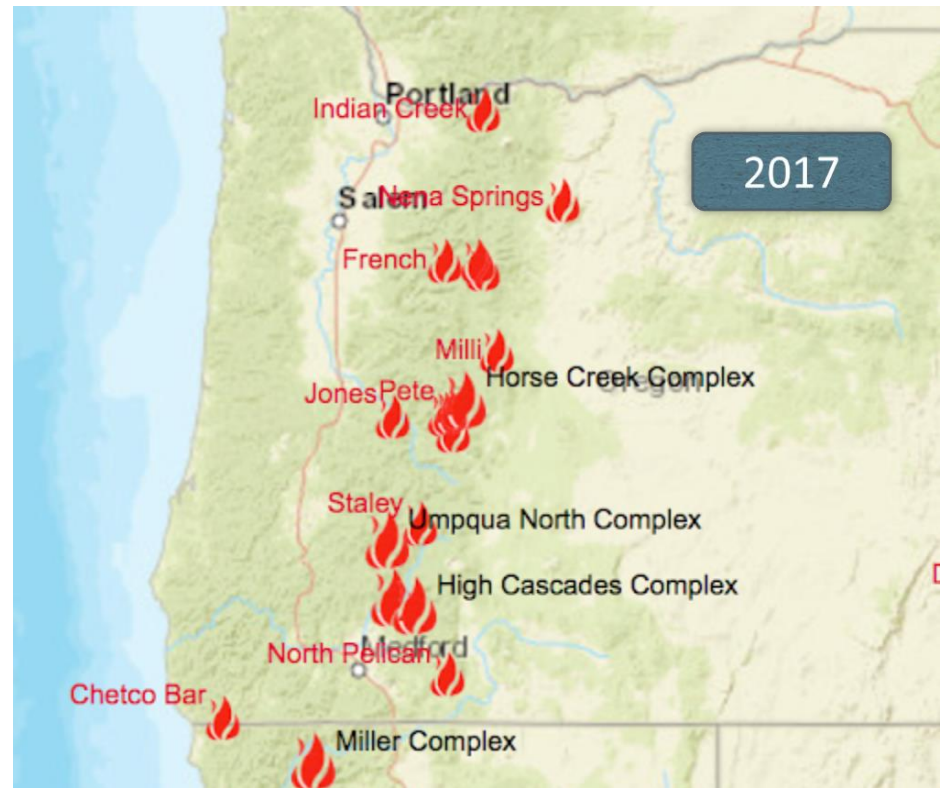 Portland
Indian Creek
2017
Salem
Nena Springs
French
Milli
Horse Creek Complex
Oregon
Jones
Pete
Staley
Umpqua North Complex
High Cascades Complex
Medford
North Pelican
Chetco Bar
Miller Complex
D